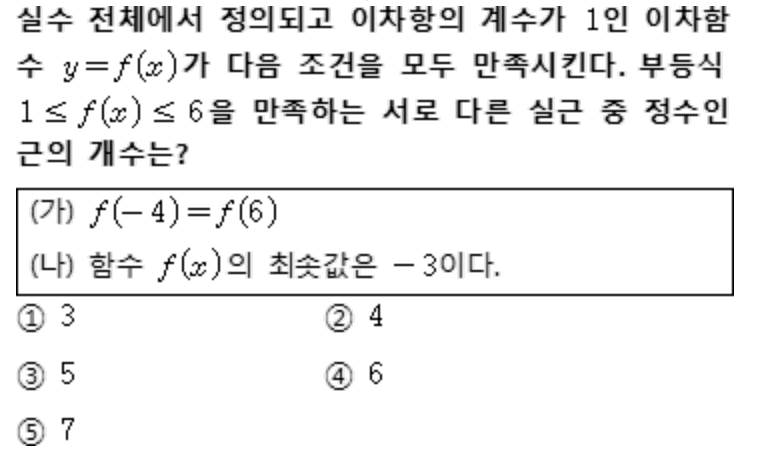 실수 전체에서 정의되고 이차항의 계수가 1인 이차함
수 y=f(x)가 다음 조건을 모두 만족시킨다. 부등식
1≤f(x)≤6을 만족하는 서로 다른 실근 중 정수인
근의 개수는?
(가) f(-4)=f(6)
(나) 함수 f(x)의 최솟값은 -3이다.
① 3 ② 4
③ 5 ④ 6
⑤ 7